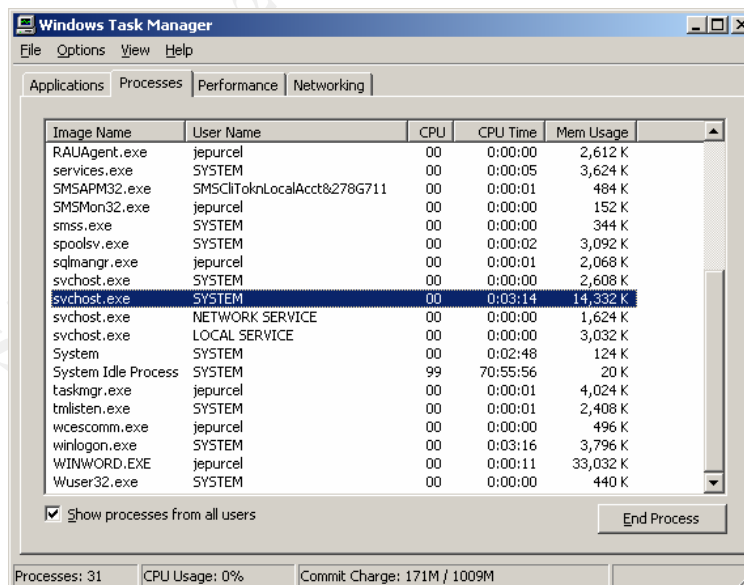 Windows Task Manager
File Options View Help
Applications Processes Performance Networking
Image Name User Name CPU CPU Time Mem Usage
RAUAgent.exe jepurcel 00 0:00:00 2,612 K
services.exe SYSTEM 00 0:00:05 3,624 K
SMSAPM32.exe SMSCliToknLocalAcct&278G711 00 0:00:01 484 K
SMSMon32.exe jepurcel 00 0:00:00 152 K
smss.exe SYSTEM 00 0:00:00 344 K
spoolsv.exe SYSTEM 00 0:00:02 3,092 K
sqlmangr.exe jepurcel 00 0:00:01 2,068 K
svchost.exe SYSTEM 00 0:00:00 2,608 K
svchost.exe SYSTEM 00 0:03:14 14,332 K
svchost.exe NETWORK SERVICE 00 0:00:00 1,624 K
svchost.exe LOCAL SERVICE 00 0:00:00 3,032 K
System SYSTEM 00 0:02:48 124 K
System Idle Process SYSTEM 99 70:55:56 20 K
taskmgr.exe jepurcel 00 0:00:01 4,024 K
tmlisten.exe SYSTEM 00 0:00:01 2,408 K
wcescomm.exe jepurcel 00 0:00:00 496 K
winlogon.exe SYSTEM 00 0:03:16 3,796 K
WINWORD.EXE jepurcel 00 0:00:11 33,032 K
Wuser32.exe SYSTEM 00 0:00:00 440 K
Show processes from all users
End Process
Processes: 31 CPU Usage: 0% Commit Charge: 171M / 1009M